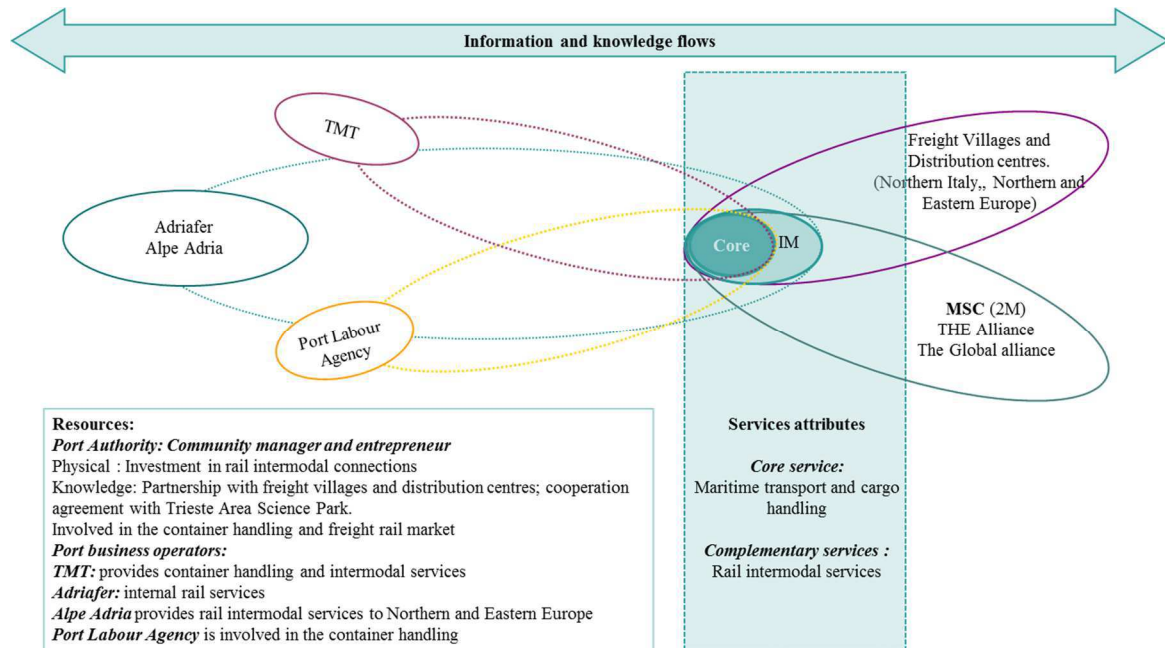 Information and knowledge flows
TMT
Freight Villages and
Distribution centres.
(Northern Italy,, Northern and
Eastern Europe)
Adriafer
Alpe Adria
Core
IM
Port Labour
Agency
MSC (2M)
THE Alliance
The Global alliance
Resources:
Port Authority: Community manager and entrepreneur
Physical : Investment in rail intermodal connections
Knowledge: Partnership with freight villages and distribution centres; cooperation
agreement with Trieste Area Science Park.
Involved in the container handling and freight rail market
Port business operators:
TMT: provides container handling and intermodal services
Adriafer: internal rail services
Alpe Adria provides rail intermodal services to Northern and Eastern Europe
Port Labour Agency is involved in the container handling
Services attributes
Core service:
Maritime transport and cargo
handling
Complementary services :
Rail intermodal services